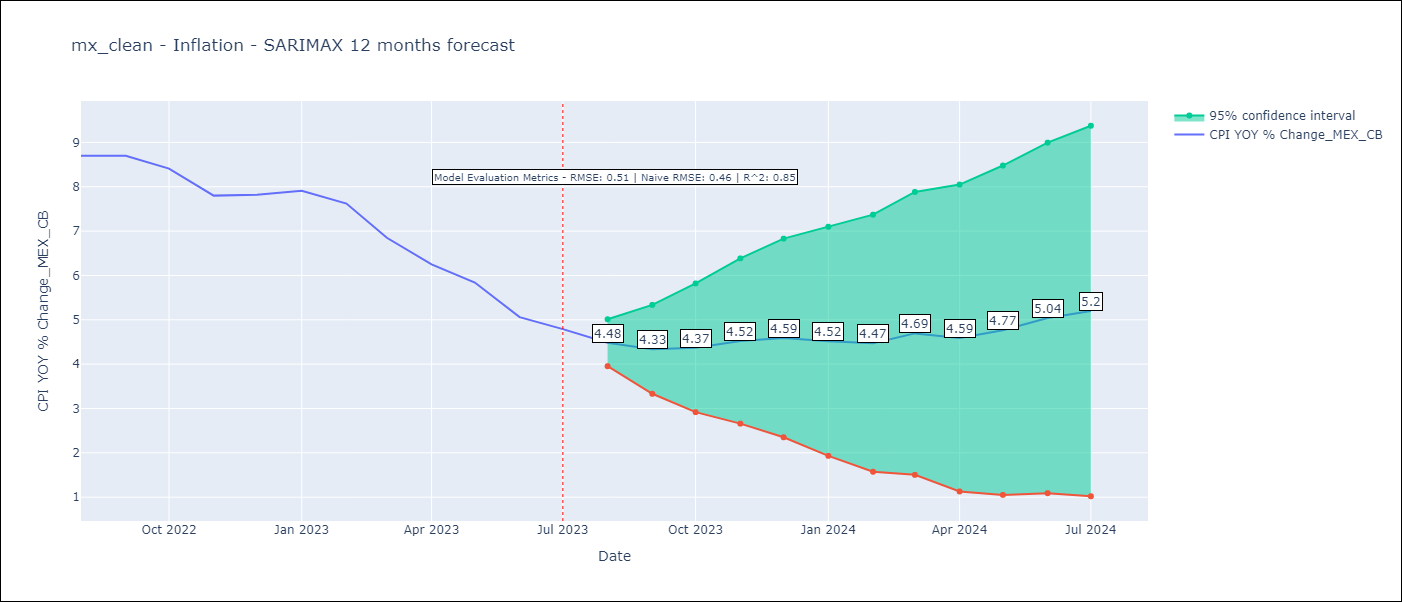 mx_clean - Inflation - SARIMAX 12 months forecast
95% confidence interval
CPI YOY % Change_MEX_CB
Model Evaluation Metrics - RMSE: 0.51 | Naive RMSE: 0.46 | R^2: 0.85
CPI YOY % Change_MEX_CB
9
8
7
6
5
4
3
2
1
4.48
4.33
4.37
4.52
4.59
4.52
4.47
4.69
4.59
4.77
5.04
5.2
Oct 2022
Jan 2023
Apr 2023
Jul 2023
Oct 2023
Jan 2024
Apr 2024
Jul 2024
Date